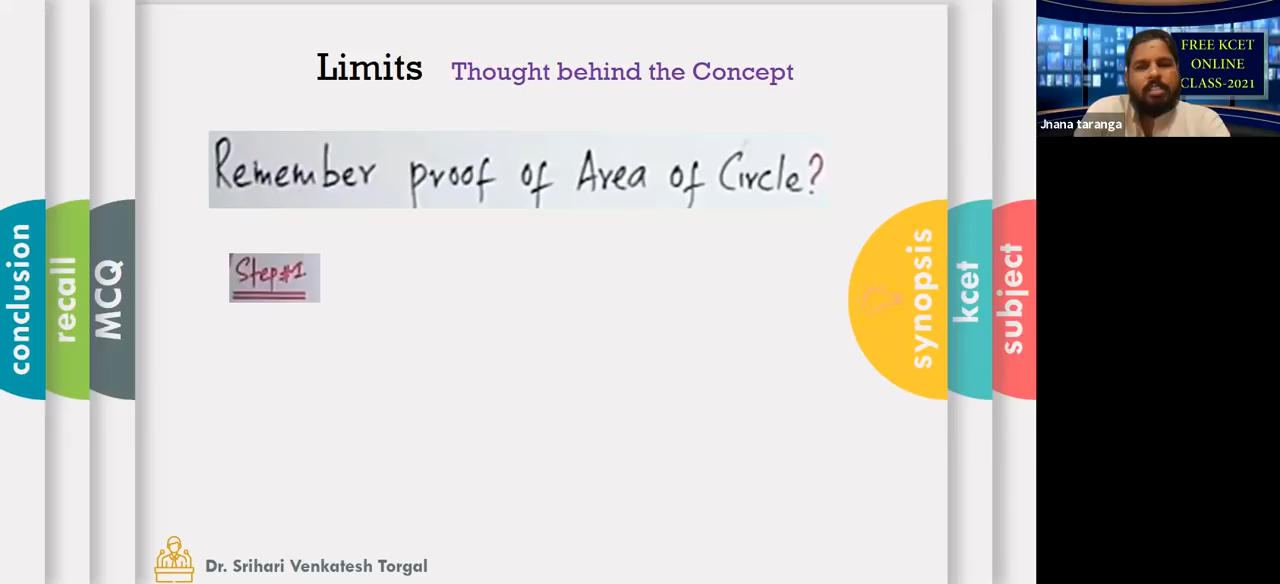 Limits Thought behind the Concept
Remember proof of Area of Circle?
Step#1
conclusion
recall
MCQ
synopsis
kcet
subject
Dr. Srihari Venkatesh Torgal
FREE KCET
ONLINE
CLASS-2021
Jnana taranga